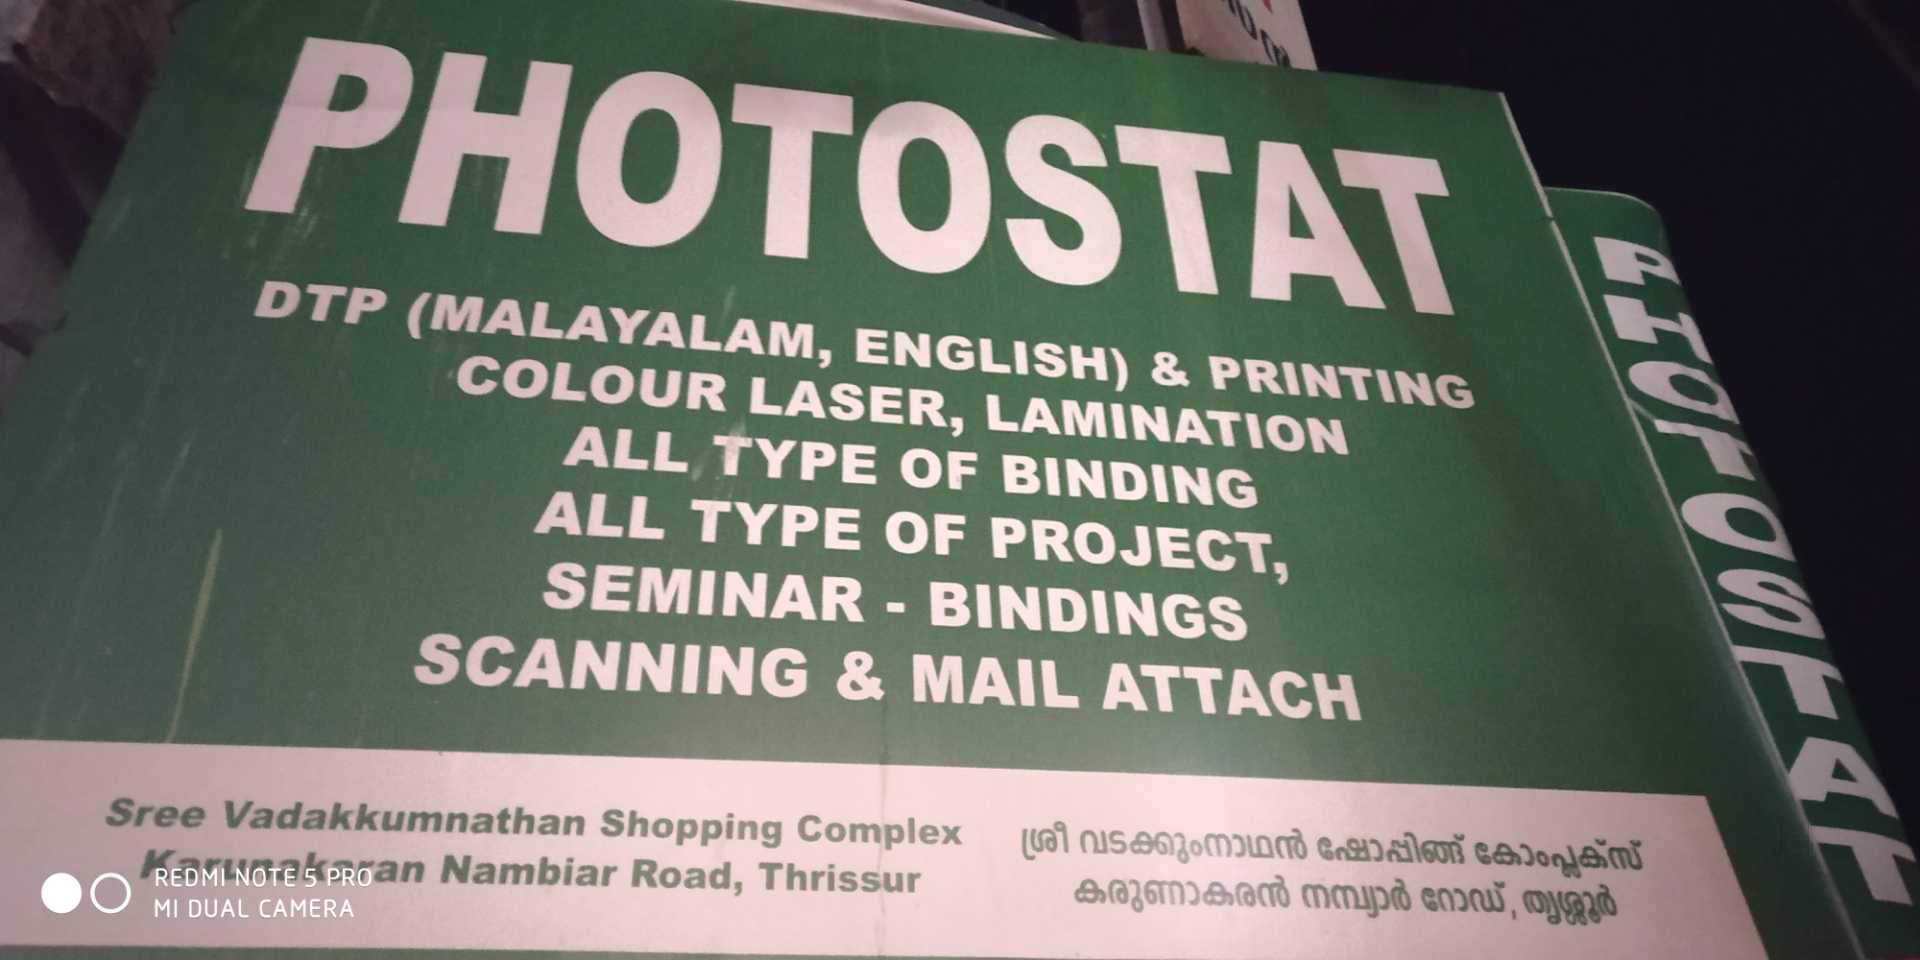 PHOTOSTAT
DTP (MALAYALAM, ENGLISH) & PRINTING
COLOUR LASER, LAMINATION
ALL TYPE OF BINDING
ALL TYPE OF PROJECT,
SEMINAR - BINDINGS
SCANNING & MAIL ATTACH
Sree Vadakkumnathan Shopping Complex
Karunakaran Nambiar Road, Thrissur
ശ്രീ വടക്കുംനാഥൻ ഷോപ്പിങ്ങ് കോംപ്ലക്സ്
കരുണാകരൻ നമ്പ്യാർ റോഡ്, തൃശ്ശൂർ
PHOTOSTAT
REDMI NOTE 5 PRO
MI DUAL CAMERA